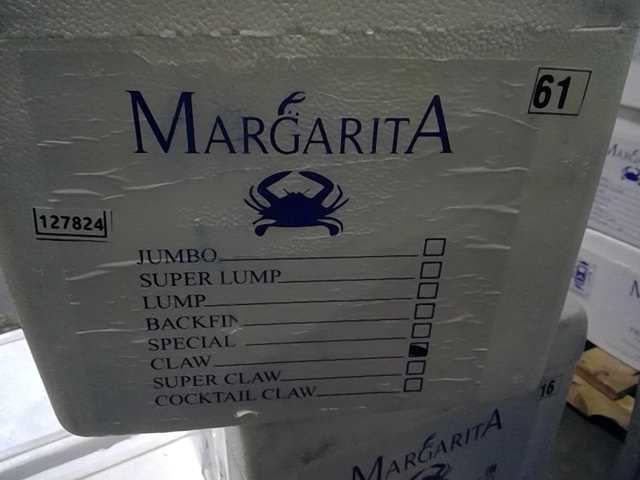 61
MARGARITA
127824
JUMBO
SUPER LUMP
LUMP
BACKFIN
SPECIAL
CLAW
SUPER CLAW
COCKTAIL CLAW
16
MARGARITA